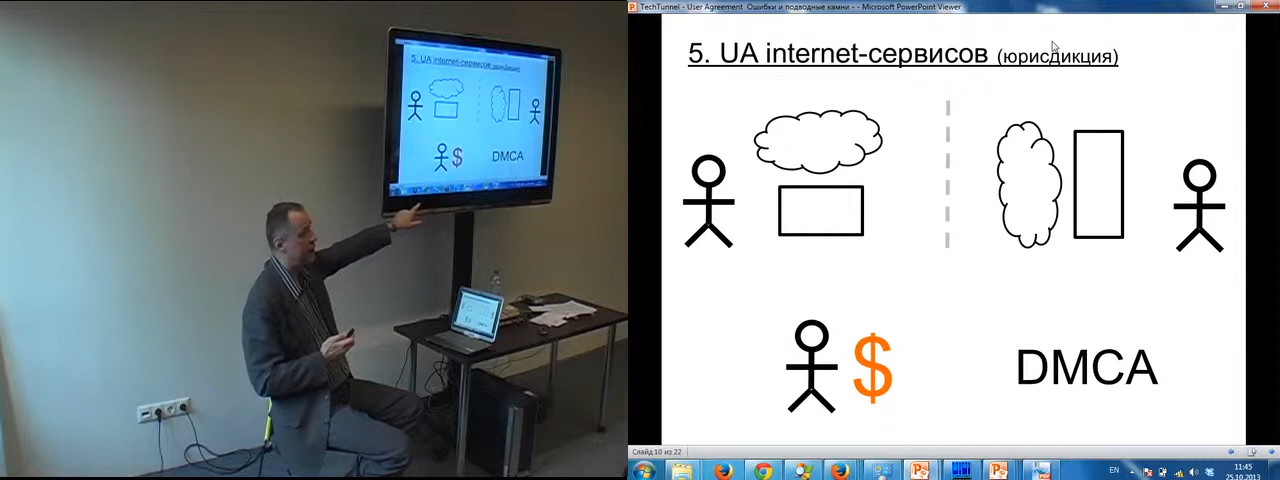 5. UA internet-сервисов (юрисдикция)
$
DMCA
TechTunnel - User Agreement Ошибки и подводные камни - - Microsoft PowerPoint Viewer
5. UA internet-сервисов (юрисдикция)
$
DMCA
Слайд 10 из 22
EN
11:45
25.10.2013